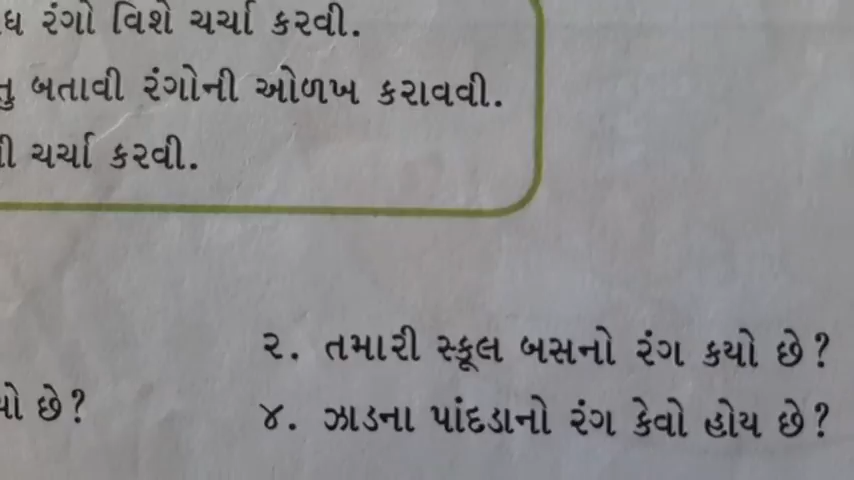 રંગો વિશે ચર્ચા કરવી.
બતાવી રંગોની ઓળખ કરાવવી.
ચર્ચા કરવી.
૨. તમારી સ્કૂલ બસનો રંગ કયો છે?
છે?
૪. ઝાડના પાંદડાનો રંગ કેવો હોય છે?